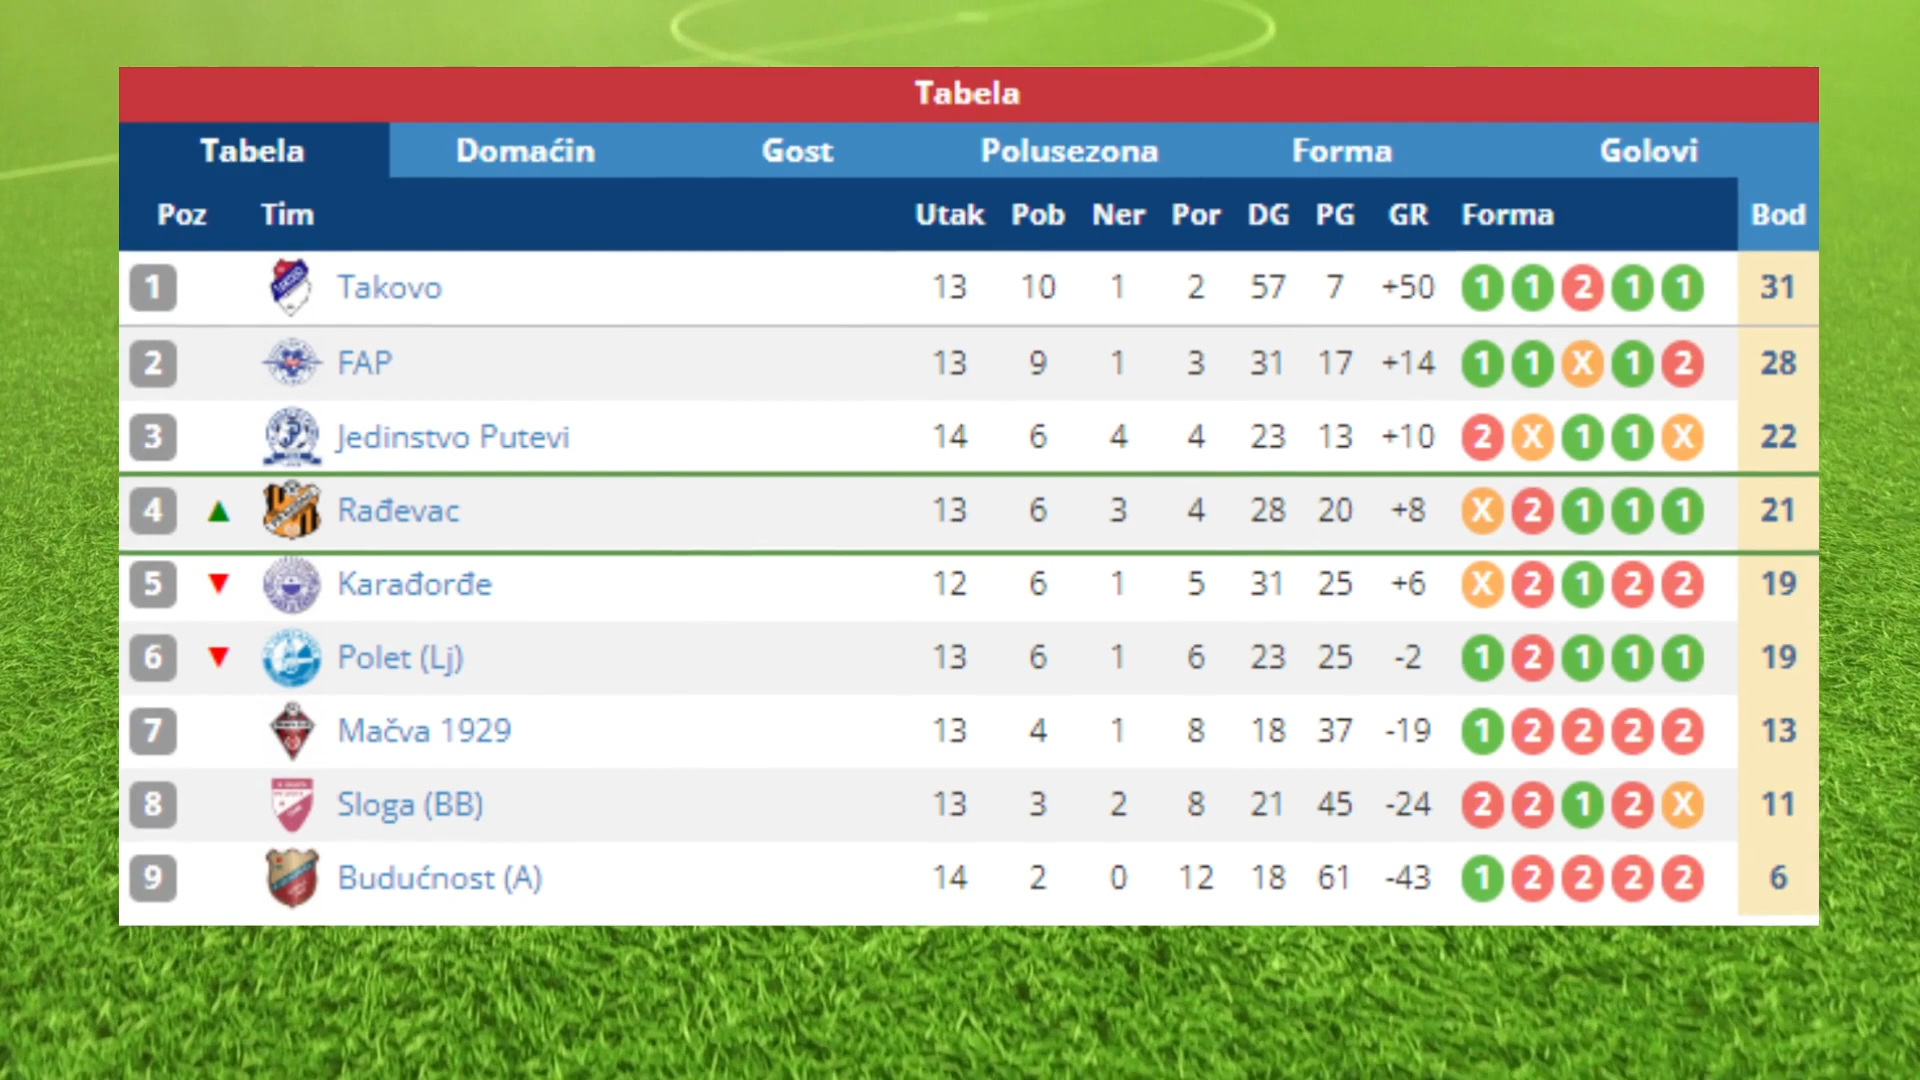 Tabela
Tabela Domaćin Gost Polusezona Forma Golovi
Poz Tim Utak Pob Ner Por DG PG GR Forma Bod
1 Takovo 13 10 1 2 57 7 +50 1 1 2 1 1 31
2 FAP 13 9 1 3 31 17 +14 1 1 X 1 2 28
3 Jedinstvo Putevi 14 6 4 4 23 13 +10 2 X 1 1 X 22
4 Rađevac 13 6 3 4 28 20 +8 X 2 1 1 1 21
5 Karađorđe 12 6 1 5 31 25 +6 X 2 1 2 2 19
6 Polet (Lj) 13 6 1 6 23 25 -2 1 2 1 1 1 19
7 Mačva 1929 13 4 1 8 18 37 -19 1 2 2 2 2 13
8 Sloga (BB) 13 3 2 8 21 45 -24 2 2 1 2 X 11
9 Budućnost (A) 14 2 0 12 18 61 -43 1 2 2 2 2 6